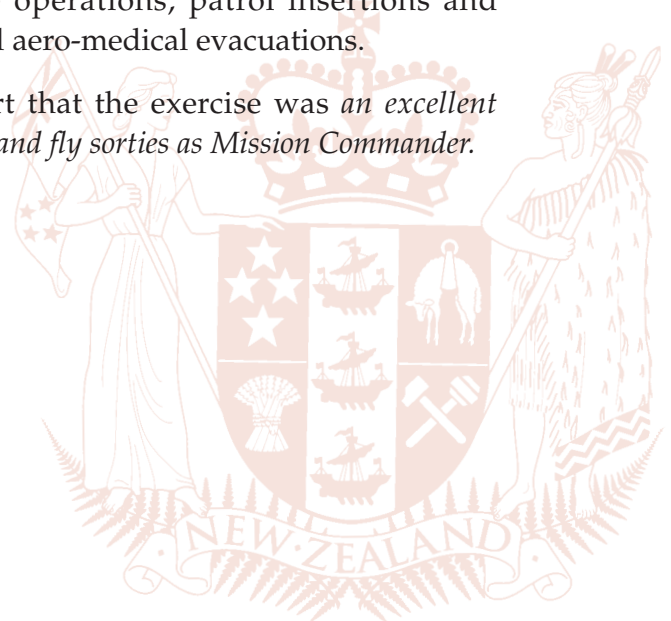 operations, patrol insertions and
aero-medical evacuations.
that the exercise was an excellent
and fly sorties as Mission Commander.
NEW·ZEALAND